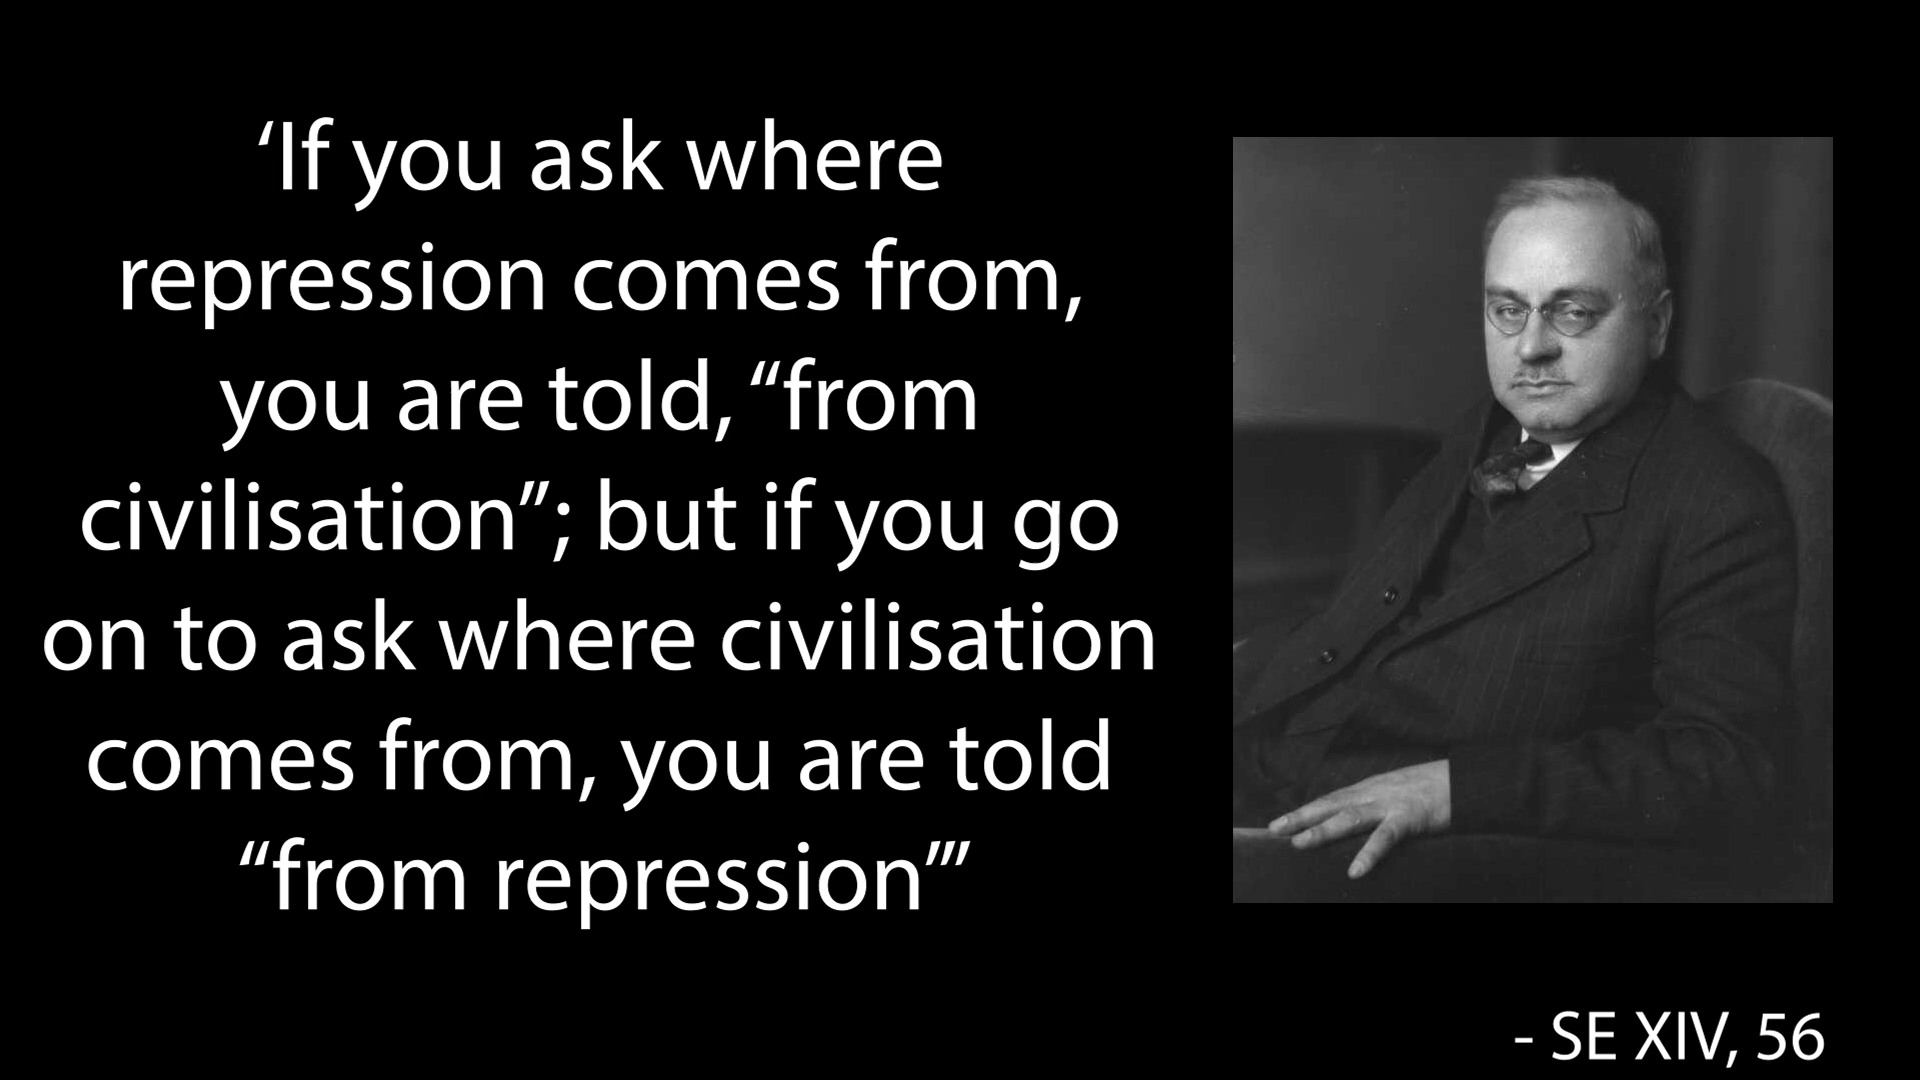 ‘If you ask where
repression comes from,
you are told, “from
civilisation”; but if you go
on to ask where civilisation
comes from, you are told
“from repression”’
- SE XIV, 56